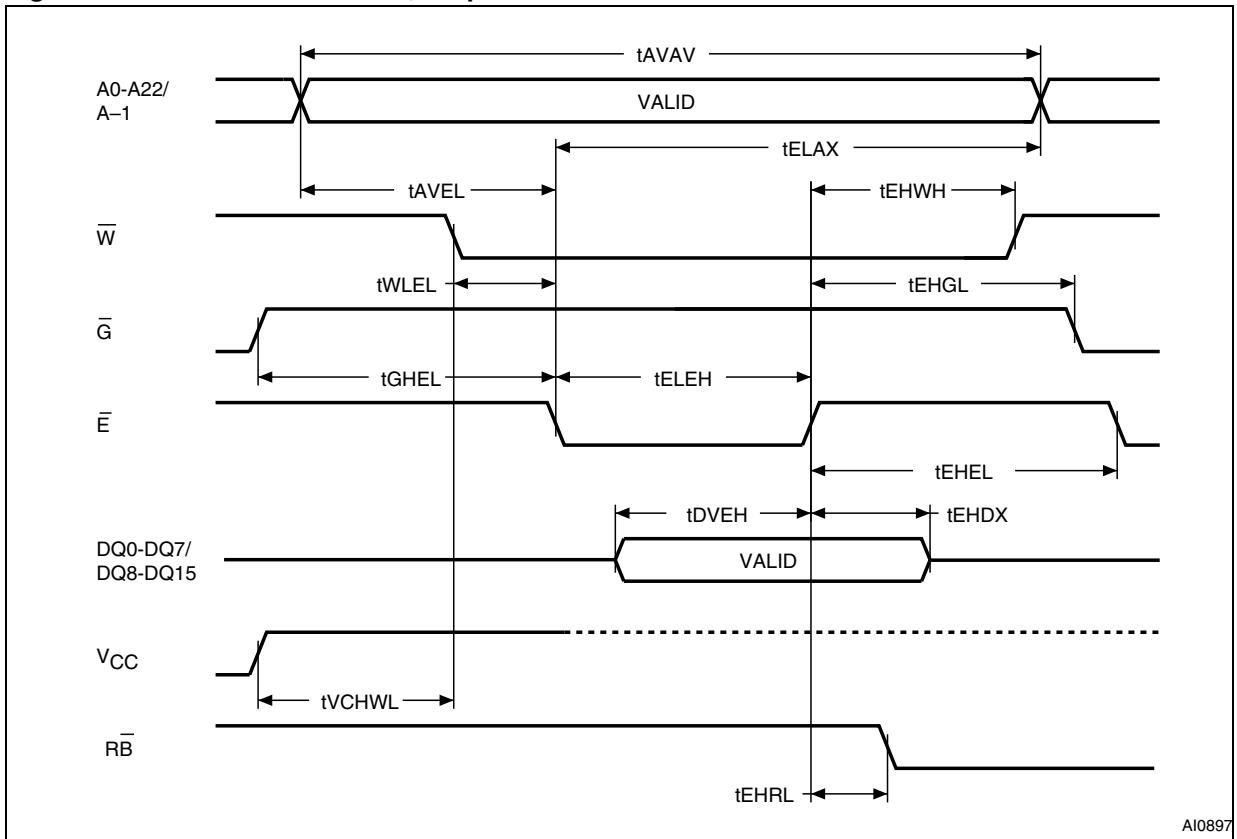 tAVAV
A0-A22/
A–1
VALID
tELAX
tAVEL
tEHWH
W̅
tWLEL
tEHGL
G̅
tGHEL
tELEH
E̅
tEHEL
tDVEH
tEHDX
DQ0-DQ7/
DQ8-DQ15
VALID
VCC
tVCHWL
RB̅
tEHRL
AI0897